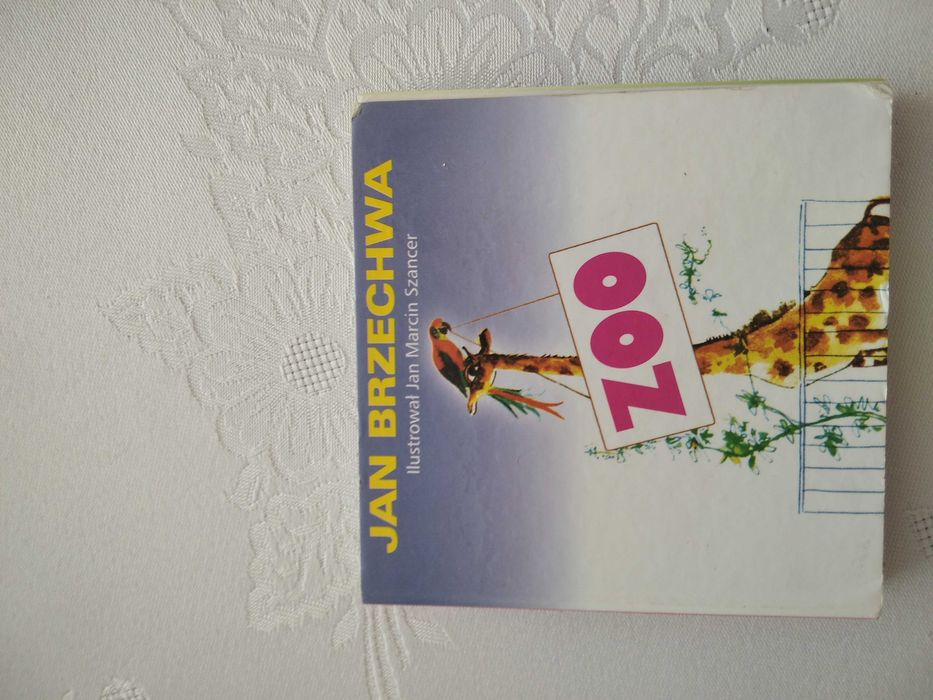 JAN BRZECHWA
Ilustrował Jan Marcin Szancer
ZOO